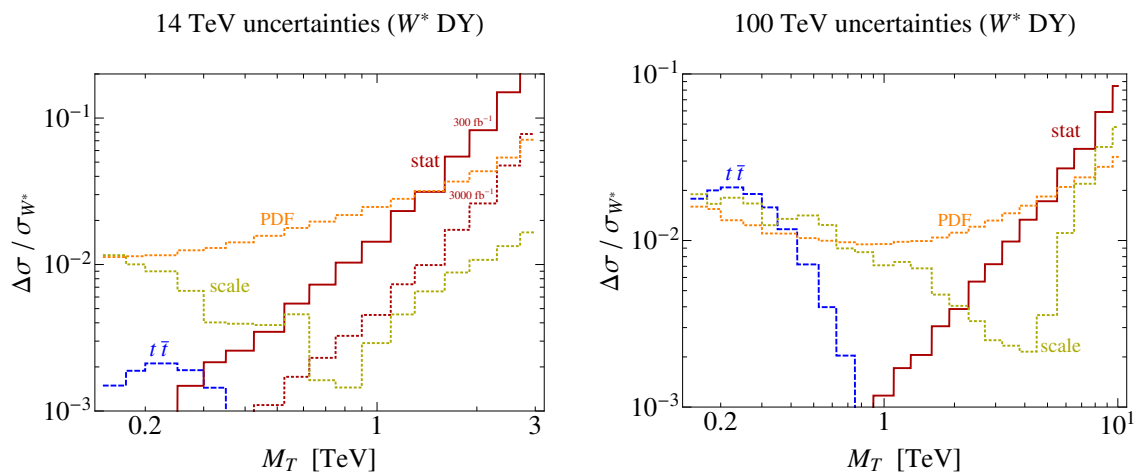 14 TeV uncertainties (W* DY)
10⁻¹
10⁻²
10⁻³
Δσ / σ_W*
300 fb⁻¹
stat
3000 fb⁻¹
PDF
scale
t t̄
0.2
1
3
M_T [TeV]
100 TeV uncertainties (W* DY)
10⁻¹
10⁻²
10⁻³
Δσ / σ_W*
stat
t t̄
PDF
scale
0.2
1
10¹
M_T [TeV]